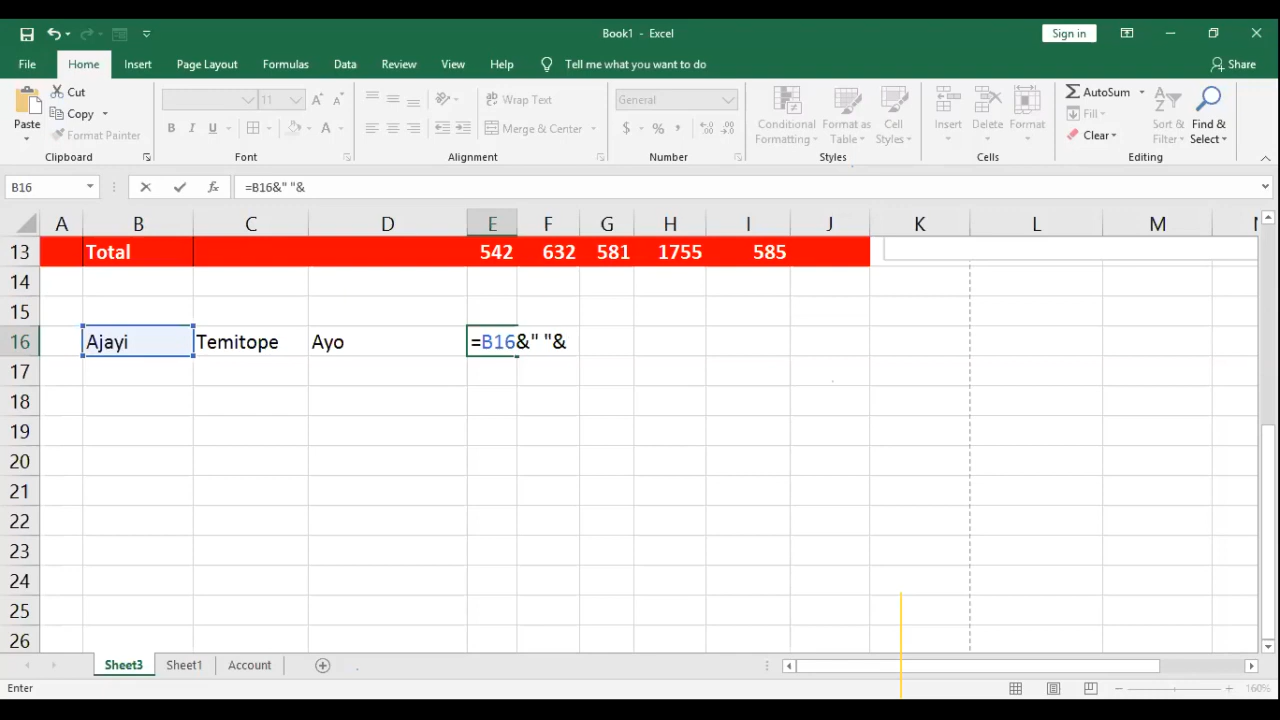 Book1 - Excel
Sign in
File Home Insert Page Layout Formulas Data Review View Help Tell me what you want to do Share
Paste Cut Copy Format Painter
11
B I U A A A
Wrap Text
Merge & Center
General
$ % ,
Conditional Formatting
Format as Table
Cell Styles
Insert Delete Format
AutoSum
Fill
Clear
Sort & Filter
Find & Select
Clipboard Font Alignment Number Styles Cells Editing
B16 fx =B16&" "&
A B C D E F G H I J K L M
13 Total 542 632 581 1755 585
14
15
16 Ajayi Temitope Ayo =B16&" "&
17
18
19
20
21
22
23
24
25
26
Sheet3 Sheet1 Account
Enter 160%